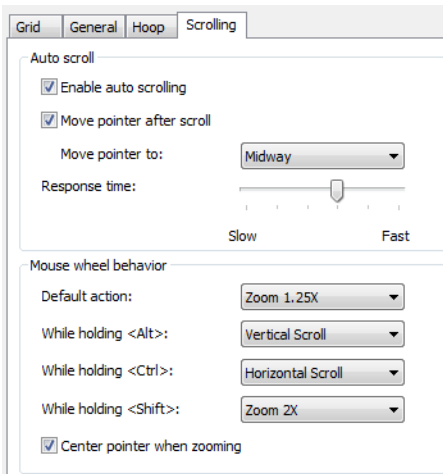 Grid General Hoop Scrolling
Auto scroll
Enable auto scrolling
Move pointer after scroll
Move pointer to: Midway
Response time:
Slow Fast
Mouse wheel behavior
Default action: Zoom 1.25X
While holding <Alt>: Vertical Scroll
While holding <Ctrl>: Horizontal Scroll
While holding <Shift>: Zoom 2X
Center pointer when zooming